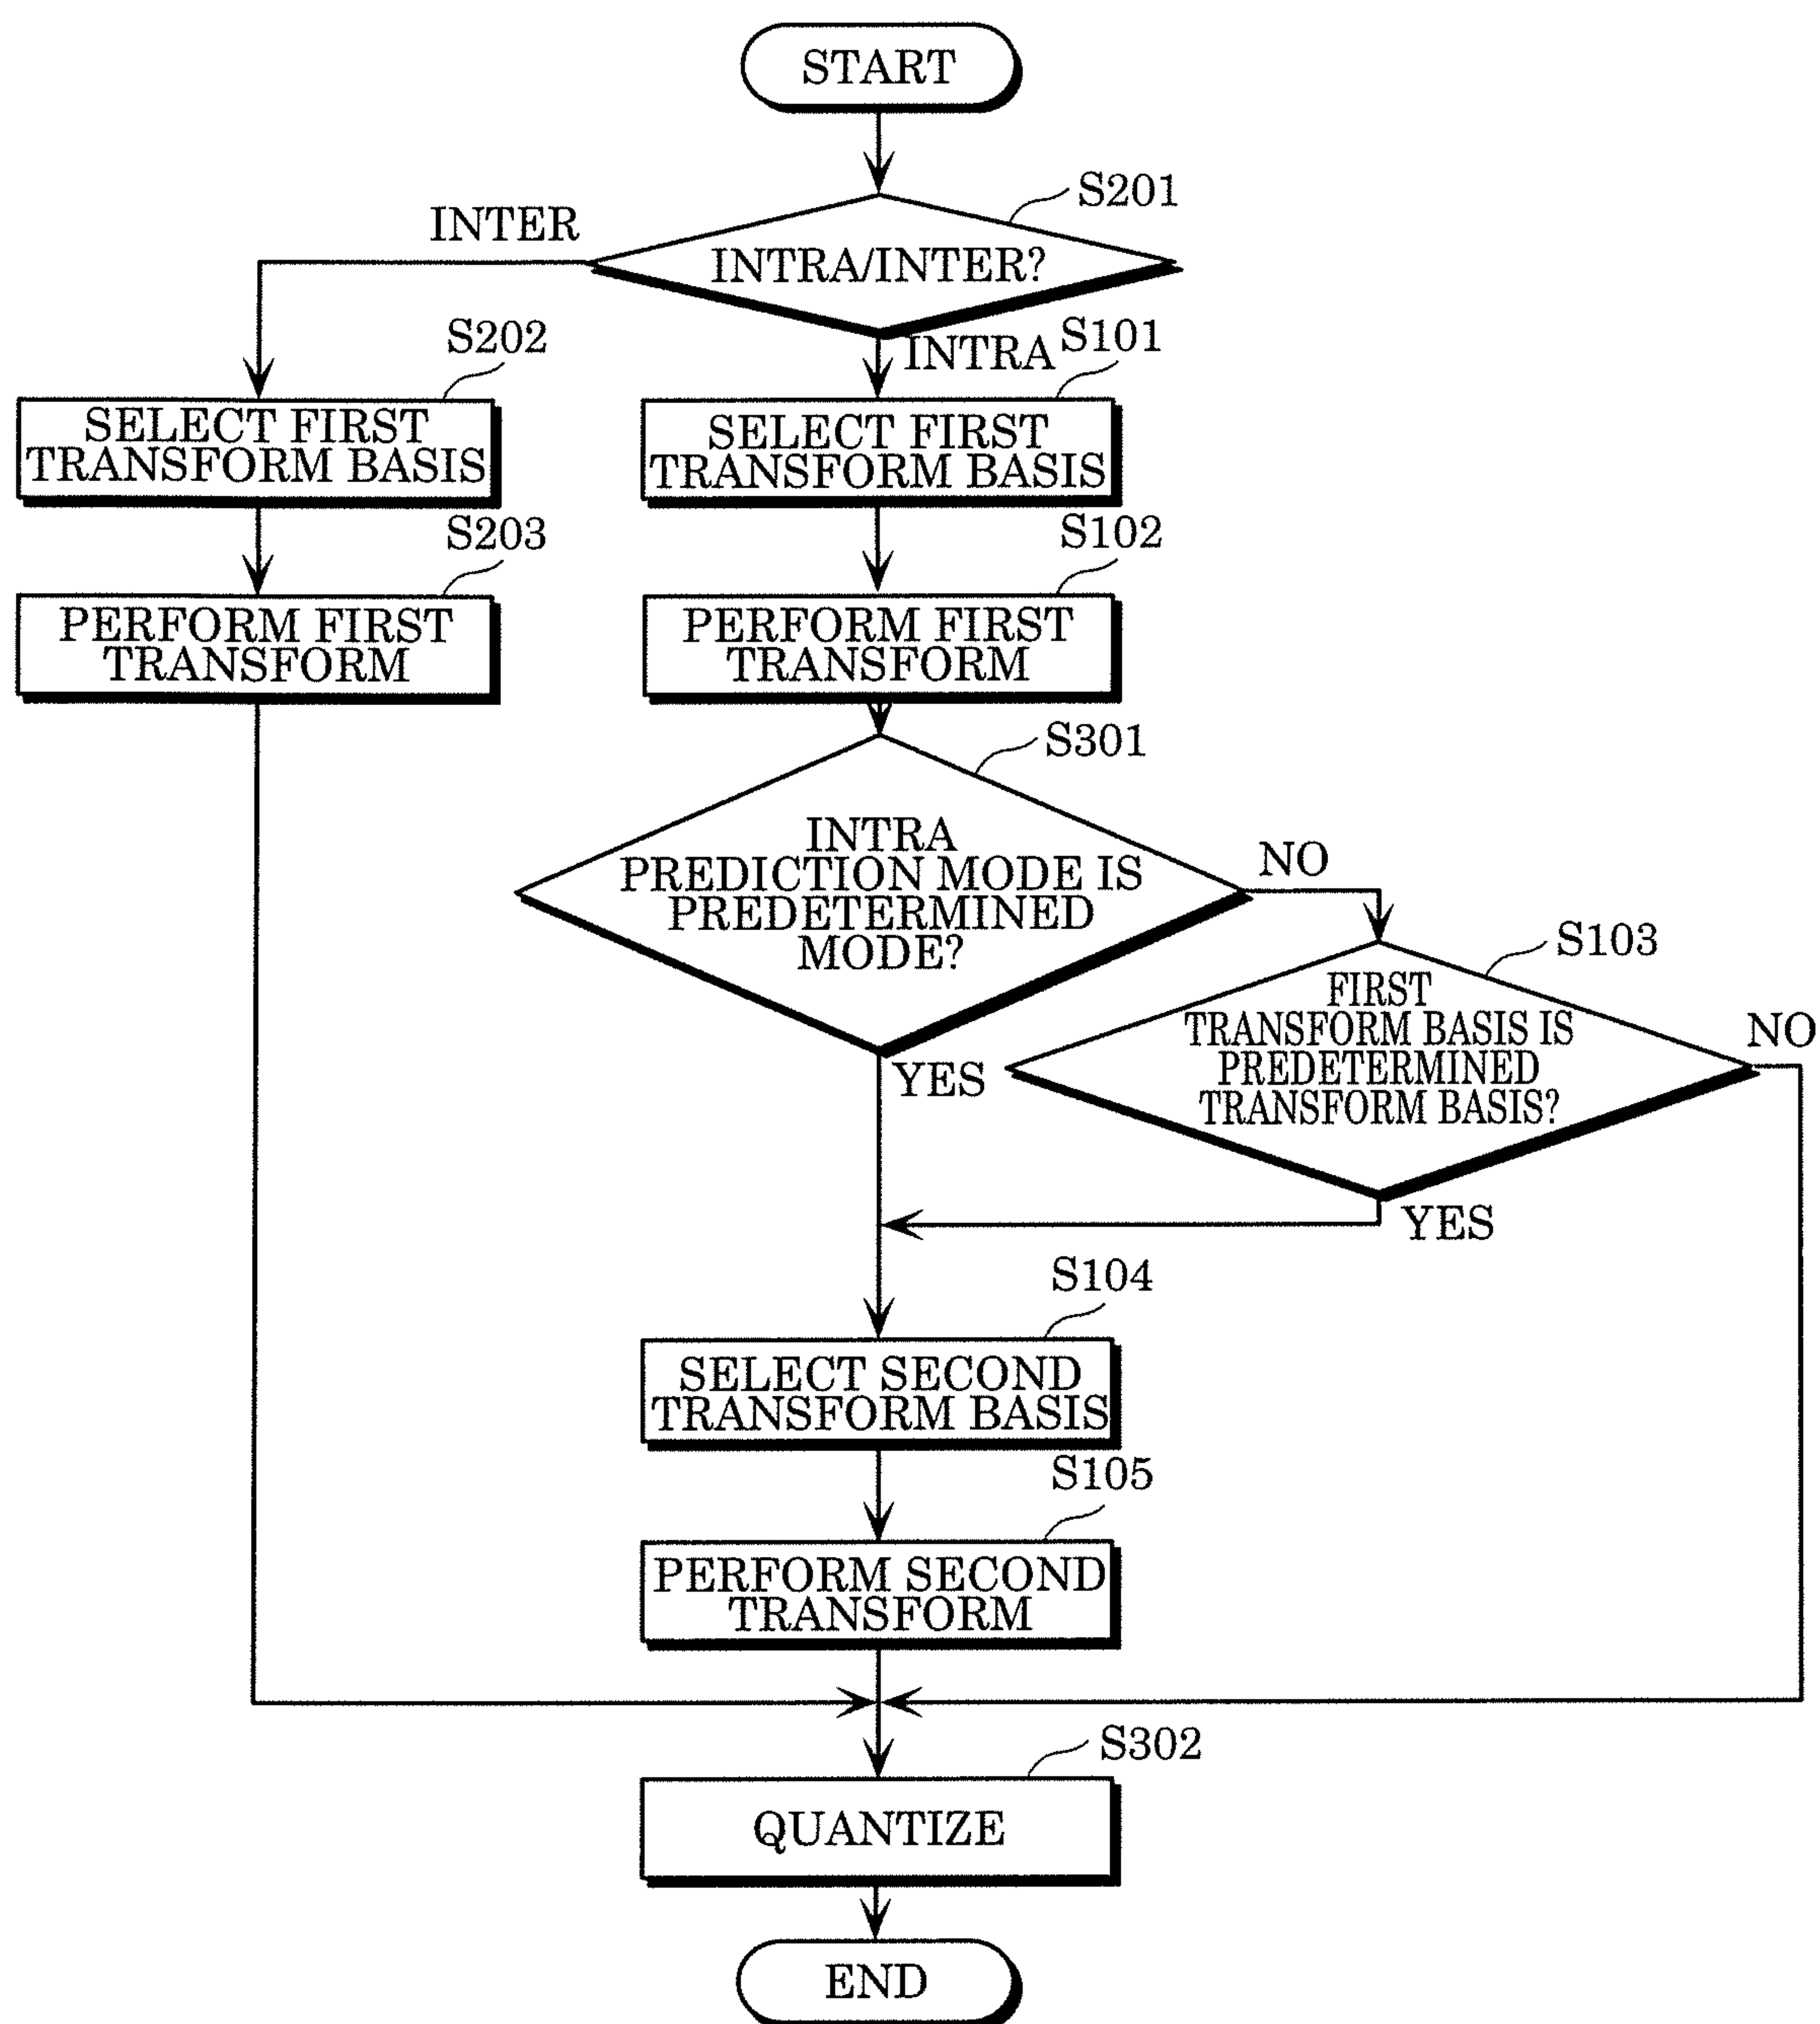 START
S201
INTER
INTRA/INTER?
S202
INTRA
S101
SELECT FIRST
TRANSFORM BASIS
SELECT FIRST
TRANSFORM BASIS
S203
S102
PERFORM FIRST
TRANSFORM
PERFORM FIRST
TRANSFORM
S301
INTRA
PREDICTION MODE IS
PREDETERMINED
MODE?
NO
S103
FIRST
TRANSFORM BASIS IS
PREDETERMINED
TRANSFORM BASIS?
NO
YES
YES
S104
SELECT SECOND
TRANSFORM BASIS
S105
PERFORM SECOND
TRANSFORM
S302
QUANTIZE
END